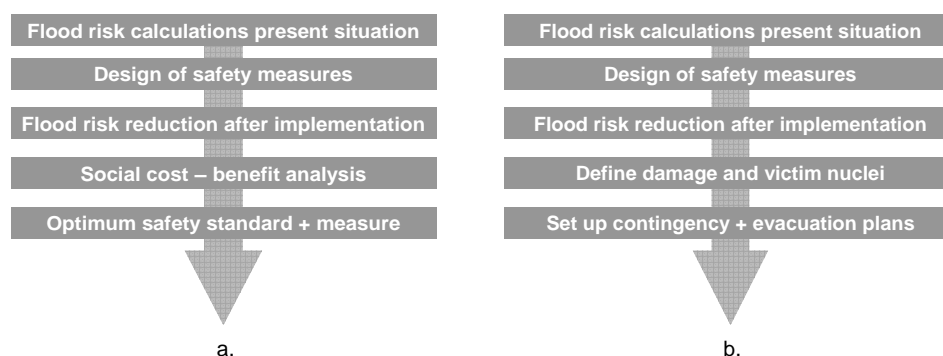 Flood risk calculations present situation
Design of safety measures
Flood risk reduction after implementation
Social cost – benefit analysis
Optimum safety standard + measure
a.
Flood risk calculations present situation
Design of safety measures
Flood risk reduction after implementation
Define damage and victim nuclei
Set up contingency + evacuation plans
b.